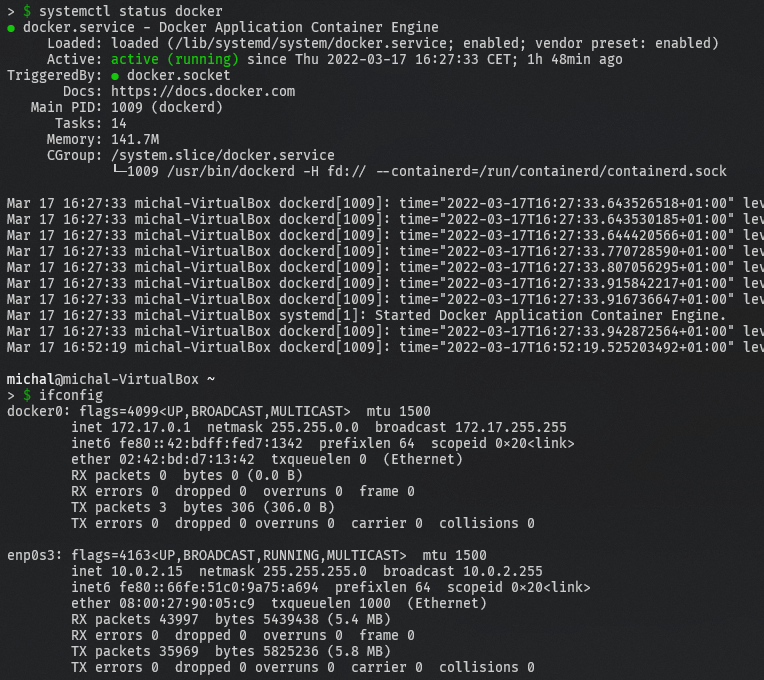 > $ systemctl status docker
● docker.service - Docker Application Container Engine
     Loaded: loaded (/lib/systemd/system/docker.service; enabled; vendor preset: enabled)
     Active: active (running) since Thu 2022-03-17 16:27:33 CET; 1h 48min ago
TriggeredBy: ● docker.socket
       Docs: https://docs.docker.com
   Main PID: 1009 (dockerd)
      Tasks: 14
     Memory: 141.7M
     CGroup: /system.slice/docker.service
             └─1009 /usr/bin/dockerd -H fd:// --containerd=/run/containerd/containerd.sock
Mar 17 16:27:33 michal-VirtualBox dockerd[1009]: time="2022-03-17T16:27:33.643526518+01:00" lev
Mar 17 16:27:33 michal-VirtualBox dockerd[1009]: time="2022-03-17T16:27:33.643530185+01:00" lev
Mar 17 16:27:33 michal-VirtualBox dockerd[1009]: time="2022-03-17T16:27:33.644420566+01:00" lev
Mar 17 16:27:33 michal-VirtualBox dockerd[1009]: time="2022-03-17T16:27:33.770728590+01:00" lev
Mar 17 16:27:33 michal-VirtualBox dockerd[1009]: time="2022-03-17T16:27:33.807056295+01:00" lev
Mar 17 16:27:33 michal-VirtualBox dockerd[1009]: time="2022-03-17T16:27:33.915842217+01:00" lev
Mar 17 16:27:33 michal-VirtualBox dockerd[1009]: time="2022-03-17T16:27:33.916736647+01:00" lev
Mar 17 16:27:33 michal-VirtualBox systemd[1]: Started Docker Application Container Engine.
Mar 17 16:27:33 michal-VirtualBox dockerd[1009]: time="2022-03-17T16:27:33.942872564+01:00" lev
Mar 17 16:52:19 michal-VirtualBox dockerd[1009]: time="2022-03-17T16:52:19.525203492+01:00" lev
michal@michal-VirtualBox ~
> $ ifconfig
docker0: flags=4099<UP,BROADCAST,MULTICAST>  mtu 1500
        inet 172.17.0.1  netmask 255.255.0.0  broadcast 172.17.255.255
        inet6 fe80::42:bdff:fed7:1342  prefixlen 64  scopeid 0×20<link>
        ether 02:42:bd:d7:13:42  txqueuelen 0  (Ethernet)
        RX packets 0  bytes 0 (0.0 B)
        RX errors 0  dropped 0  overruns 0  frame 0
        TX packets 3  bytes 306 (306.0 B)
        TX errors 0  dropped 0 overruns 0  carrier 0  collisions 0
enp0s3: flags=4163<UP,BROADCAST,RUNNING,MULTICAST>  mtu 1500
        inet 10.0.2.15  netmask 255.255.255.0  broadcast 10.0.2.255
        inet6 fe80::66fe:51c0:9a75:a694  prefixlen 64  scopeid 0×20<link>
        ether 08:00:27:90:05:c9  txqueuelen 1000  (Ethernet)
        RX packets 43997  bytes 5439438 (5.4 MB)
        RX errors 0  dropped 0  overruns 0  frame 0
        TX packets 35969  bytes 5825236 (5.8 MB)
        TX errors 0  dropped 0 overruns 0  carrier 0  collisions 0